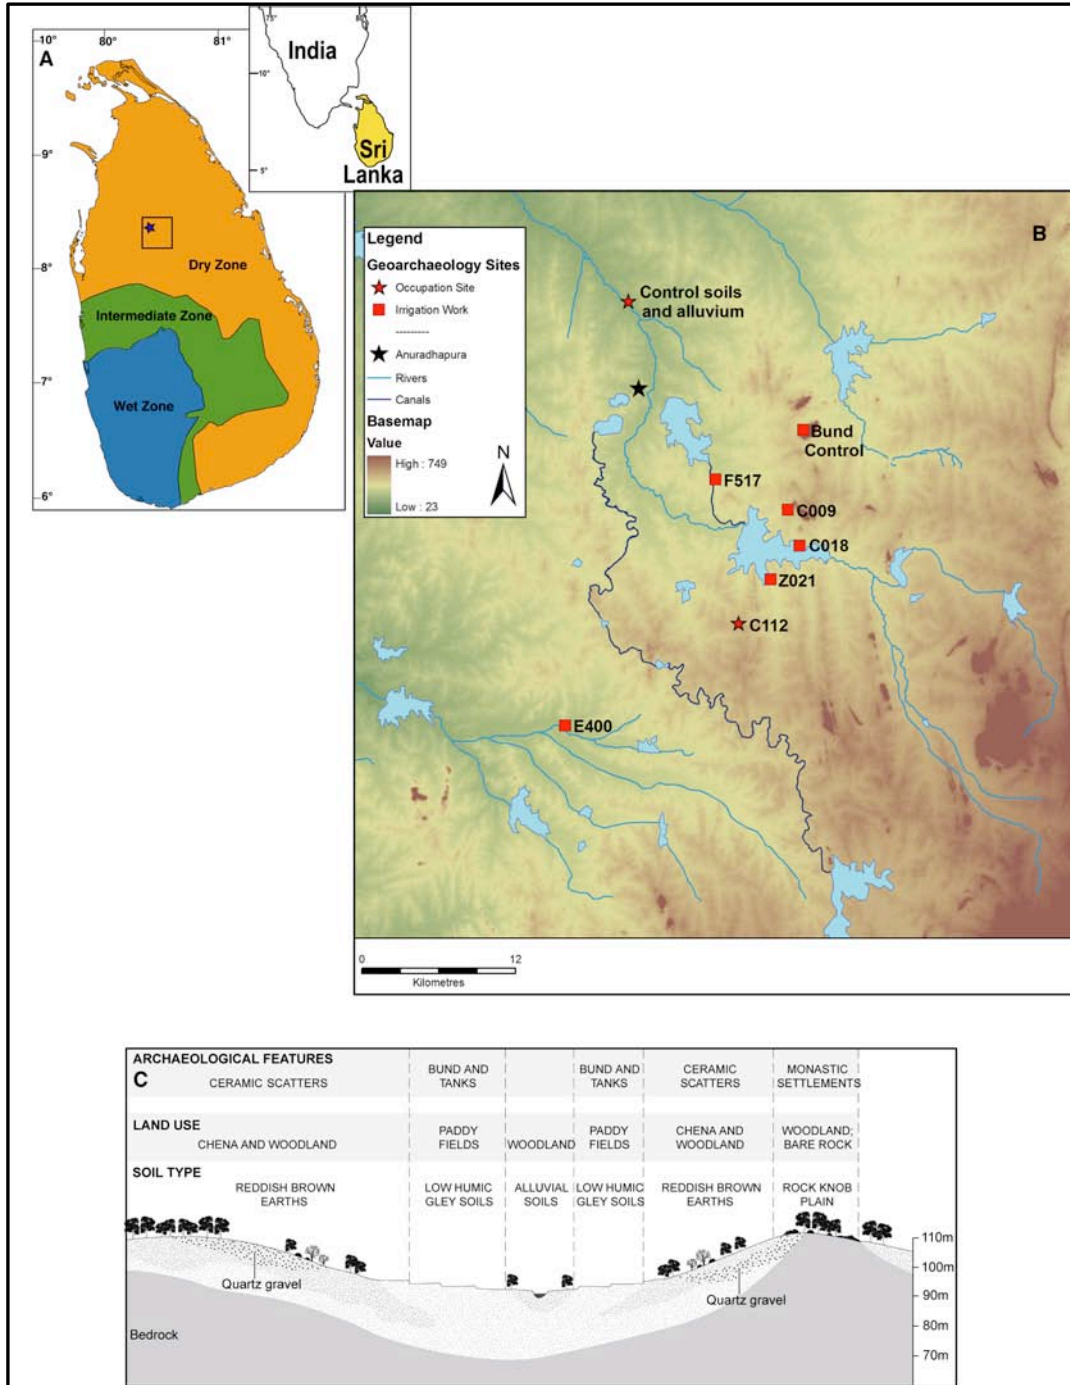 A
10°
80°
81°
9°
8°
7°
6°
Dry Zone
Intermediate Zone
Wet Zone
75°
80
10°
5°
India
Sri
Lanka
B
Legend
Geoarchaeology Sites
Occupation Site
Irrigation Work
---------
Anuradhapura
Rivers
Canals
Basemap
Value
High : 749
Low : 23
N
Control soils
and alluvium
Bund
Control
F517
C009
C018
Z021
C112
E400
0 12
Kilometres
ARCHAEOLOGICAL FEATURES
C
CERAMIC SCATTERS
BUND AND
TANKS
BUND AND
TANKS
CERAMIC
SCATTERS
MONASTIC
SETTLEMENTS
LAND USE
CHENA AND WOODLAND
PADDY
FIELDS
WOODLAND
PADDY
FIELDS
CHENA AND
WOODLAND
WOODLAND;
BARE ROCK
SOIL TYPE
REDDISH BROWN
EARTHS
LOW HUMIC
GLEY SOILS
ALLUVIAL
SOILS
LOW HUMIC
GLEY SOILS
REDDISH BROWN
EARTHS
ROCK KNOB
PLAIN
Quartz gravel
Quartz gravel
Bedrock
110m
100m
90m
80m
70m